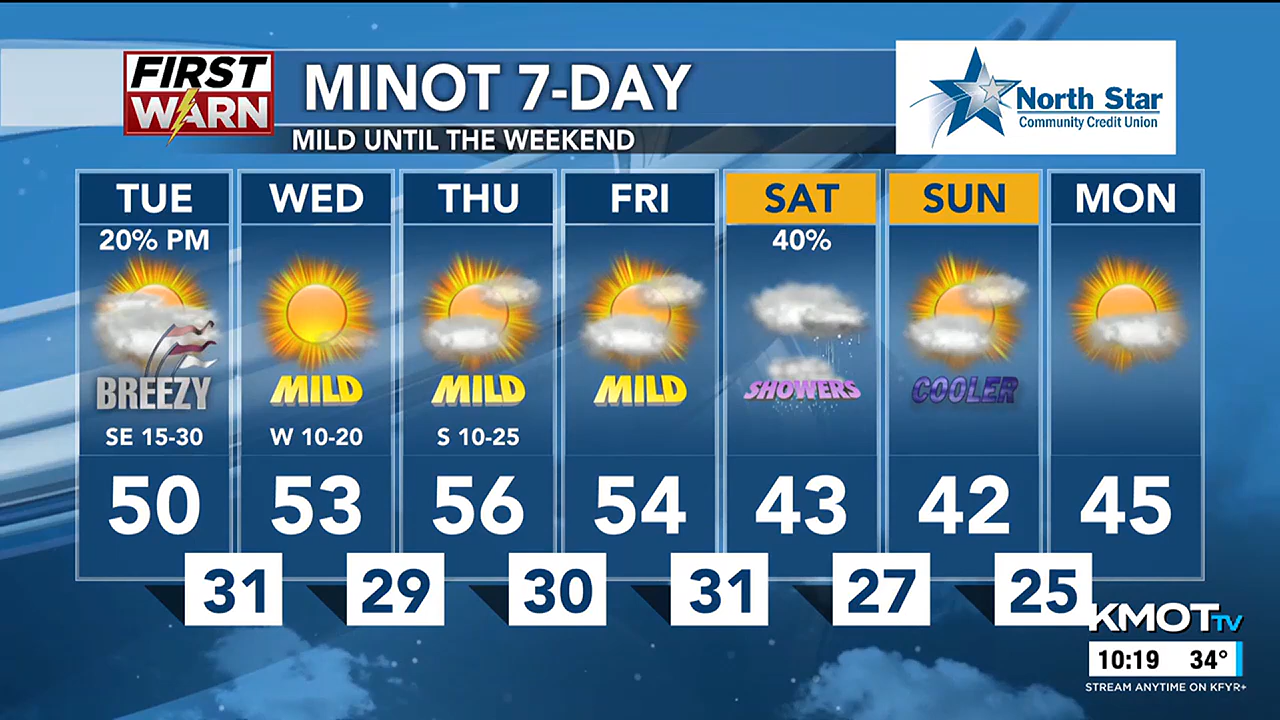 FIRST
WARN
MINOT 7-DAY
MILD UNTIL THE WEEKEND
North Star
Community Credit Union
TUE WED THU FRI SAT SUN MON
20% PM 40%
BREEZY MILD MILD MILD SHOWERS COOLER
SE 15-30 W 10-20 S 10-25
50 53 56 54 43 42 45
31 29 30 31 27 25
KMOT TV
10:19 34°
STREAM ANYTIME ON KFYR+